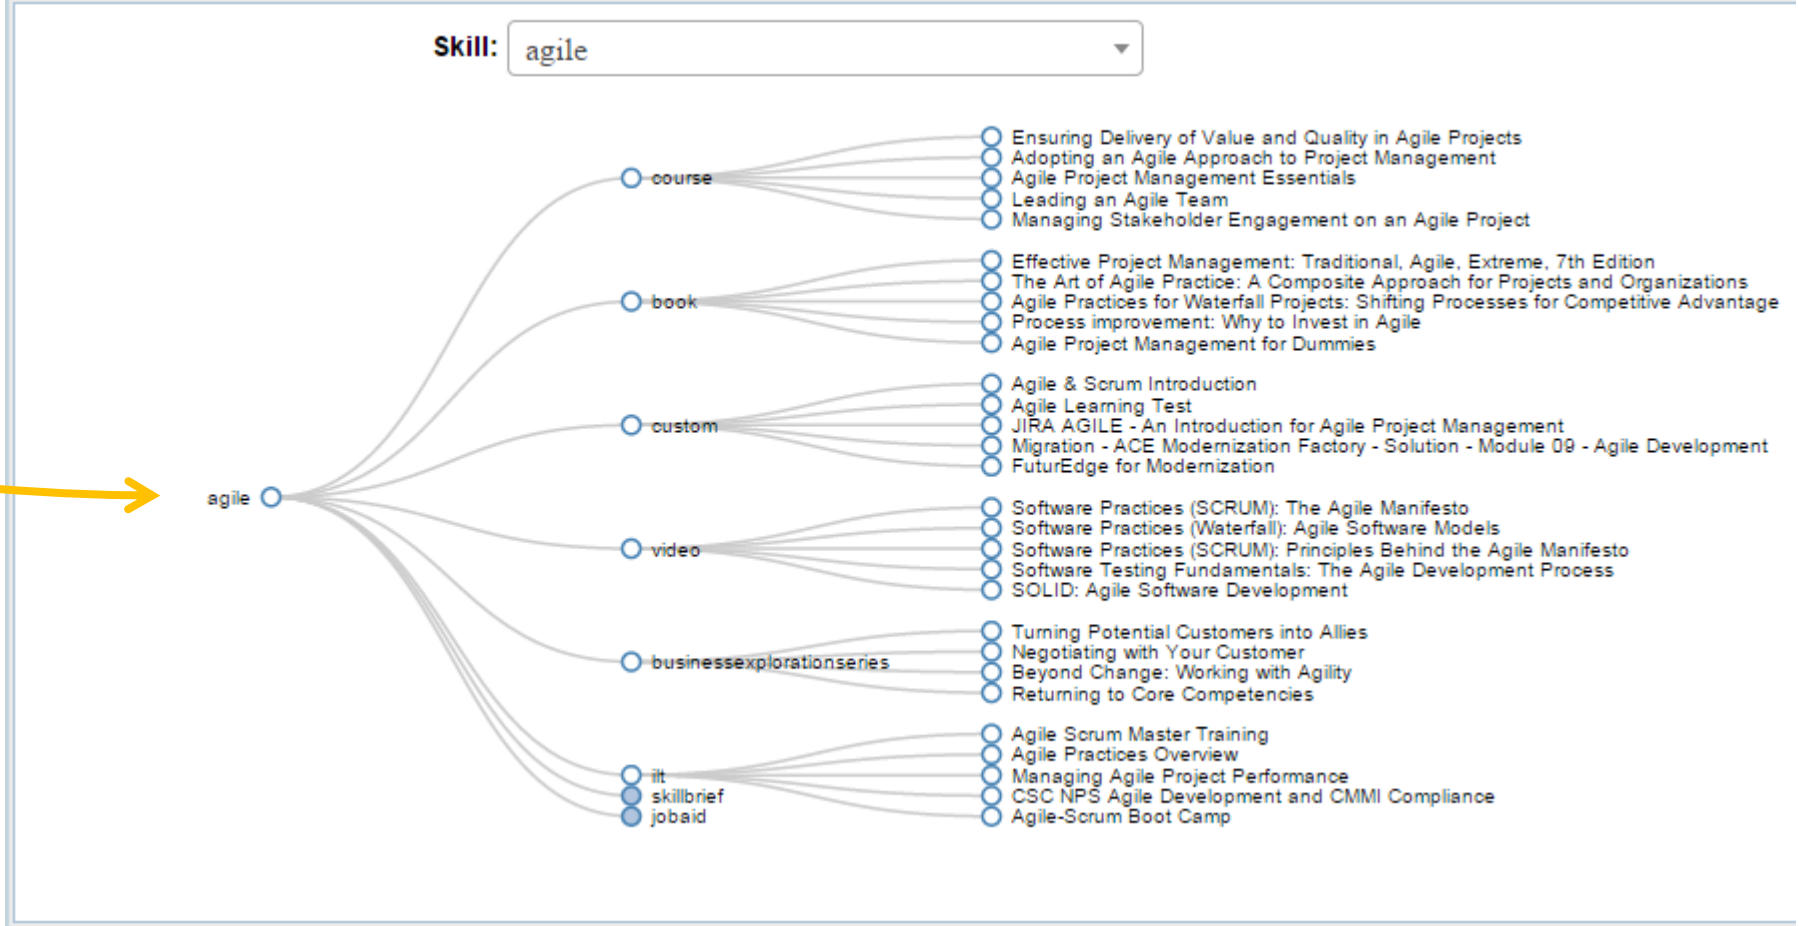 Skill: agile
agile
course
Ensuring Delivery of Value and Quality in Agile Projects
Adopting an Agile Approach to Project Management
Agile Project Management Essentials
Leading an Agile Team
Managing Stakeholder Engagement on an Agile Project
book
Effective Project Management: Traditional, Agile, Extreme, 7th Edition
The Art of Agile Practice: A Composite Approach for Projects and Organizations
Agile Practices for Waterfall Projects: Shifting Processes for Competitive Advantage
Process improvement: Why to Invest in Agile
Agile Project Management for Dummies
custom
Agile & Scrum Introduction
Agile Learning Test
JIRA AGILE - An Introduction for Agile Project Management
Migration - ACE Modernization Factory - Solution - Module 09 - Agile Development
FuturEdge for Modernization
video
Software Practices (SCRUM): The Agile Manifesto
Software Practices (Waterfall): Agile Software Models
Software Practices (SCRUM): Principles Behind the Agile Manifesto
Software Testing Fundamentals: The Agile Development Process
SOLID: Agile Software Development
businessexplorationseries
Turning Potential Customers into Allies
Negotiating with Your Customer
Beyond Change: Working with Agility
Returning to Core Competencies
ilt
Agile Scrum Master Training
Agile Practices Overview
Managing Agile Project Performance
CSC NPS Agile Development and CMMI Compliance
Agile-Scrum Boot Camp
skillbrief
jobaid